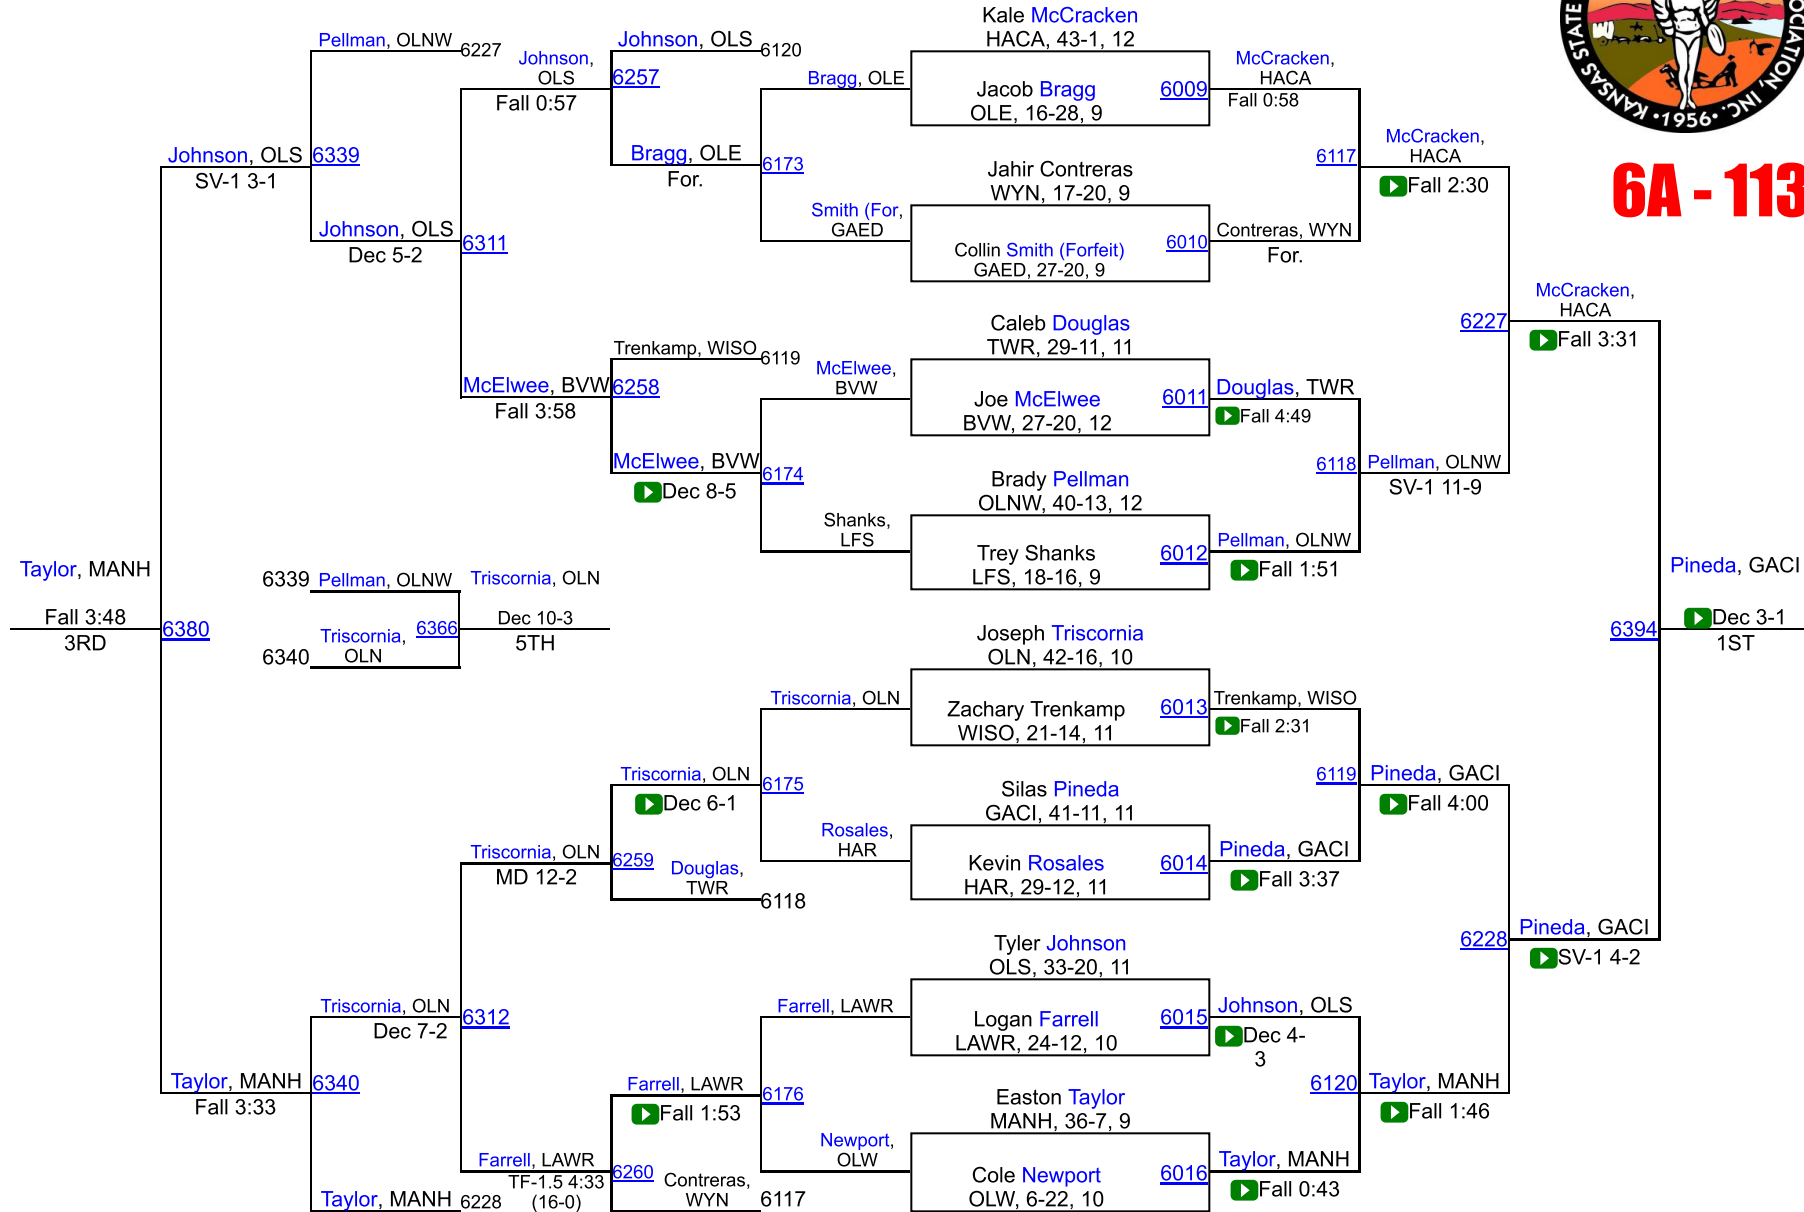 Kale McCracken
HACA, 43-1, 12
Jacob Bragg
OLE, 16-28, 9
6009
Jahir Contreras
WYN, 17-20, 9
Collin Smith (Forfeit)
GAED, 27-20, 9
6010
Caleb Douglas
TWR, 29-11, 11
Joe McElwee
BVW, 27-20, 12
6011
Brady Pellman
OLNW, 40-13, 12
Trey Shanks
LFS, 18-16, 9
6012
Joseph Triscornia
OLN, 42-16, 10
Zachary Trenkamp
WISO, 21-14, 11
6013
Silas Pineda
GACI, 41-11, 11
Kevin Rosales
HAR, 29-12, 11
6014
Tyler Johnson
OLS, 33-20, 11
Logan Farrell
LAWR, 24-12, 10
6015
Easton Taylor
MANH, 36-7, 9
Cole Newport
OLW, 6-22, 10
6016
McCracken,
HACA
Fall 0:58
6117
Contreras, WYN
For.
Douglas, TWR
Fall 4:49
6118
Pellman, OLNW
Fall 1:51
Trenkamp, WISO
Fall 2:31
6119
Pineda, GACI
Fall 3:37
Johnson, OLS
Dec 4-
3
6120
Taylor, MANH
Fall 0:43
McCracken,
HACA
Fall 2:30
6227
Pellman, OLNW
SV-1 11-9
Pineda, GACI
Fall 4:00
6228
Taylor, MANH
Fall 1:46
McCracken,
HACA
Fall 3:31
6394
Pineda, GACI
SV-1 4-2
Pineda, GACI
Dec 3-1
1ST
KANSAS STATE
OCIATION, INC.
•1956•
6A - 113
Bragg, OLE
6173
Smith (For,
GAED
McElwee,
BVW
6174
Shanks,
LFS
Triscornia, OLN
6175
Rosales,
HAR
Farrell, LAWR
6176
Newport,
OLW
Johnson, OLS
6120
6257
Bragg, OLE
For.
Trenkamp, WISO
6119
6258
McElwee, BVW
Dec 8-5
Triscornia, OLN
Dec 6-1
6259
Douglas,
TWR
6118
Farrell, LAWR
Fall 1:53
6260
Contreras,
WYN
6117
Johnson,
OLS
Fall 0:57
6311
McElwee, BVW
Fall 3:58
Triscornia, OLN
MD 12-2
6312
Farrell, LAWR
TF-1.5 4:33
(16-0)
Pellman, OLNW
6227
6339
Johnson, OLS
Dec 5-2
Triscornia, OLN
Dec 7-2
6340
Taylor, MANH
6228
Johnson, OLS
SV-1 3-1
6380
Taylor, MANH
Fall 3:33
Taylor, MANH
Fall 3:48
3RD
6339
Pellman, OLNW
6366
6340
Triscornia,
OLN
Triscornia, OLN
Dec 10-3
5TH